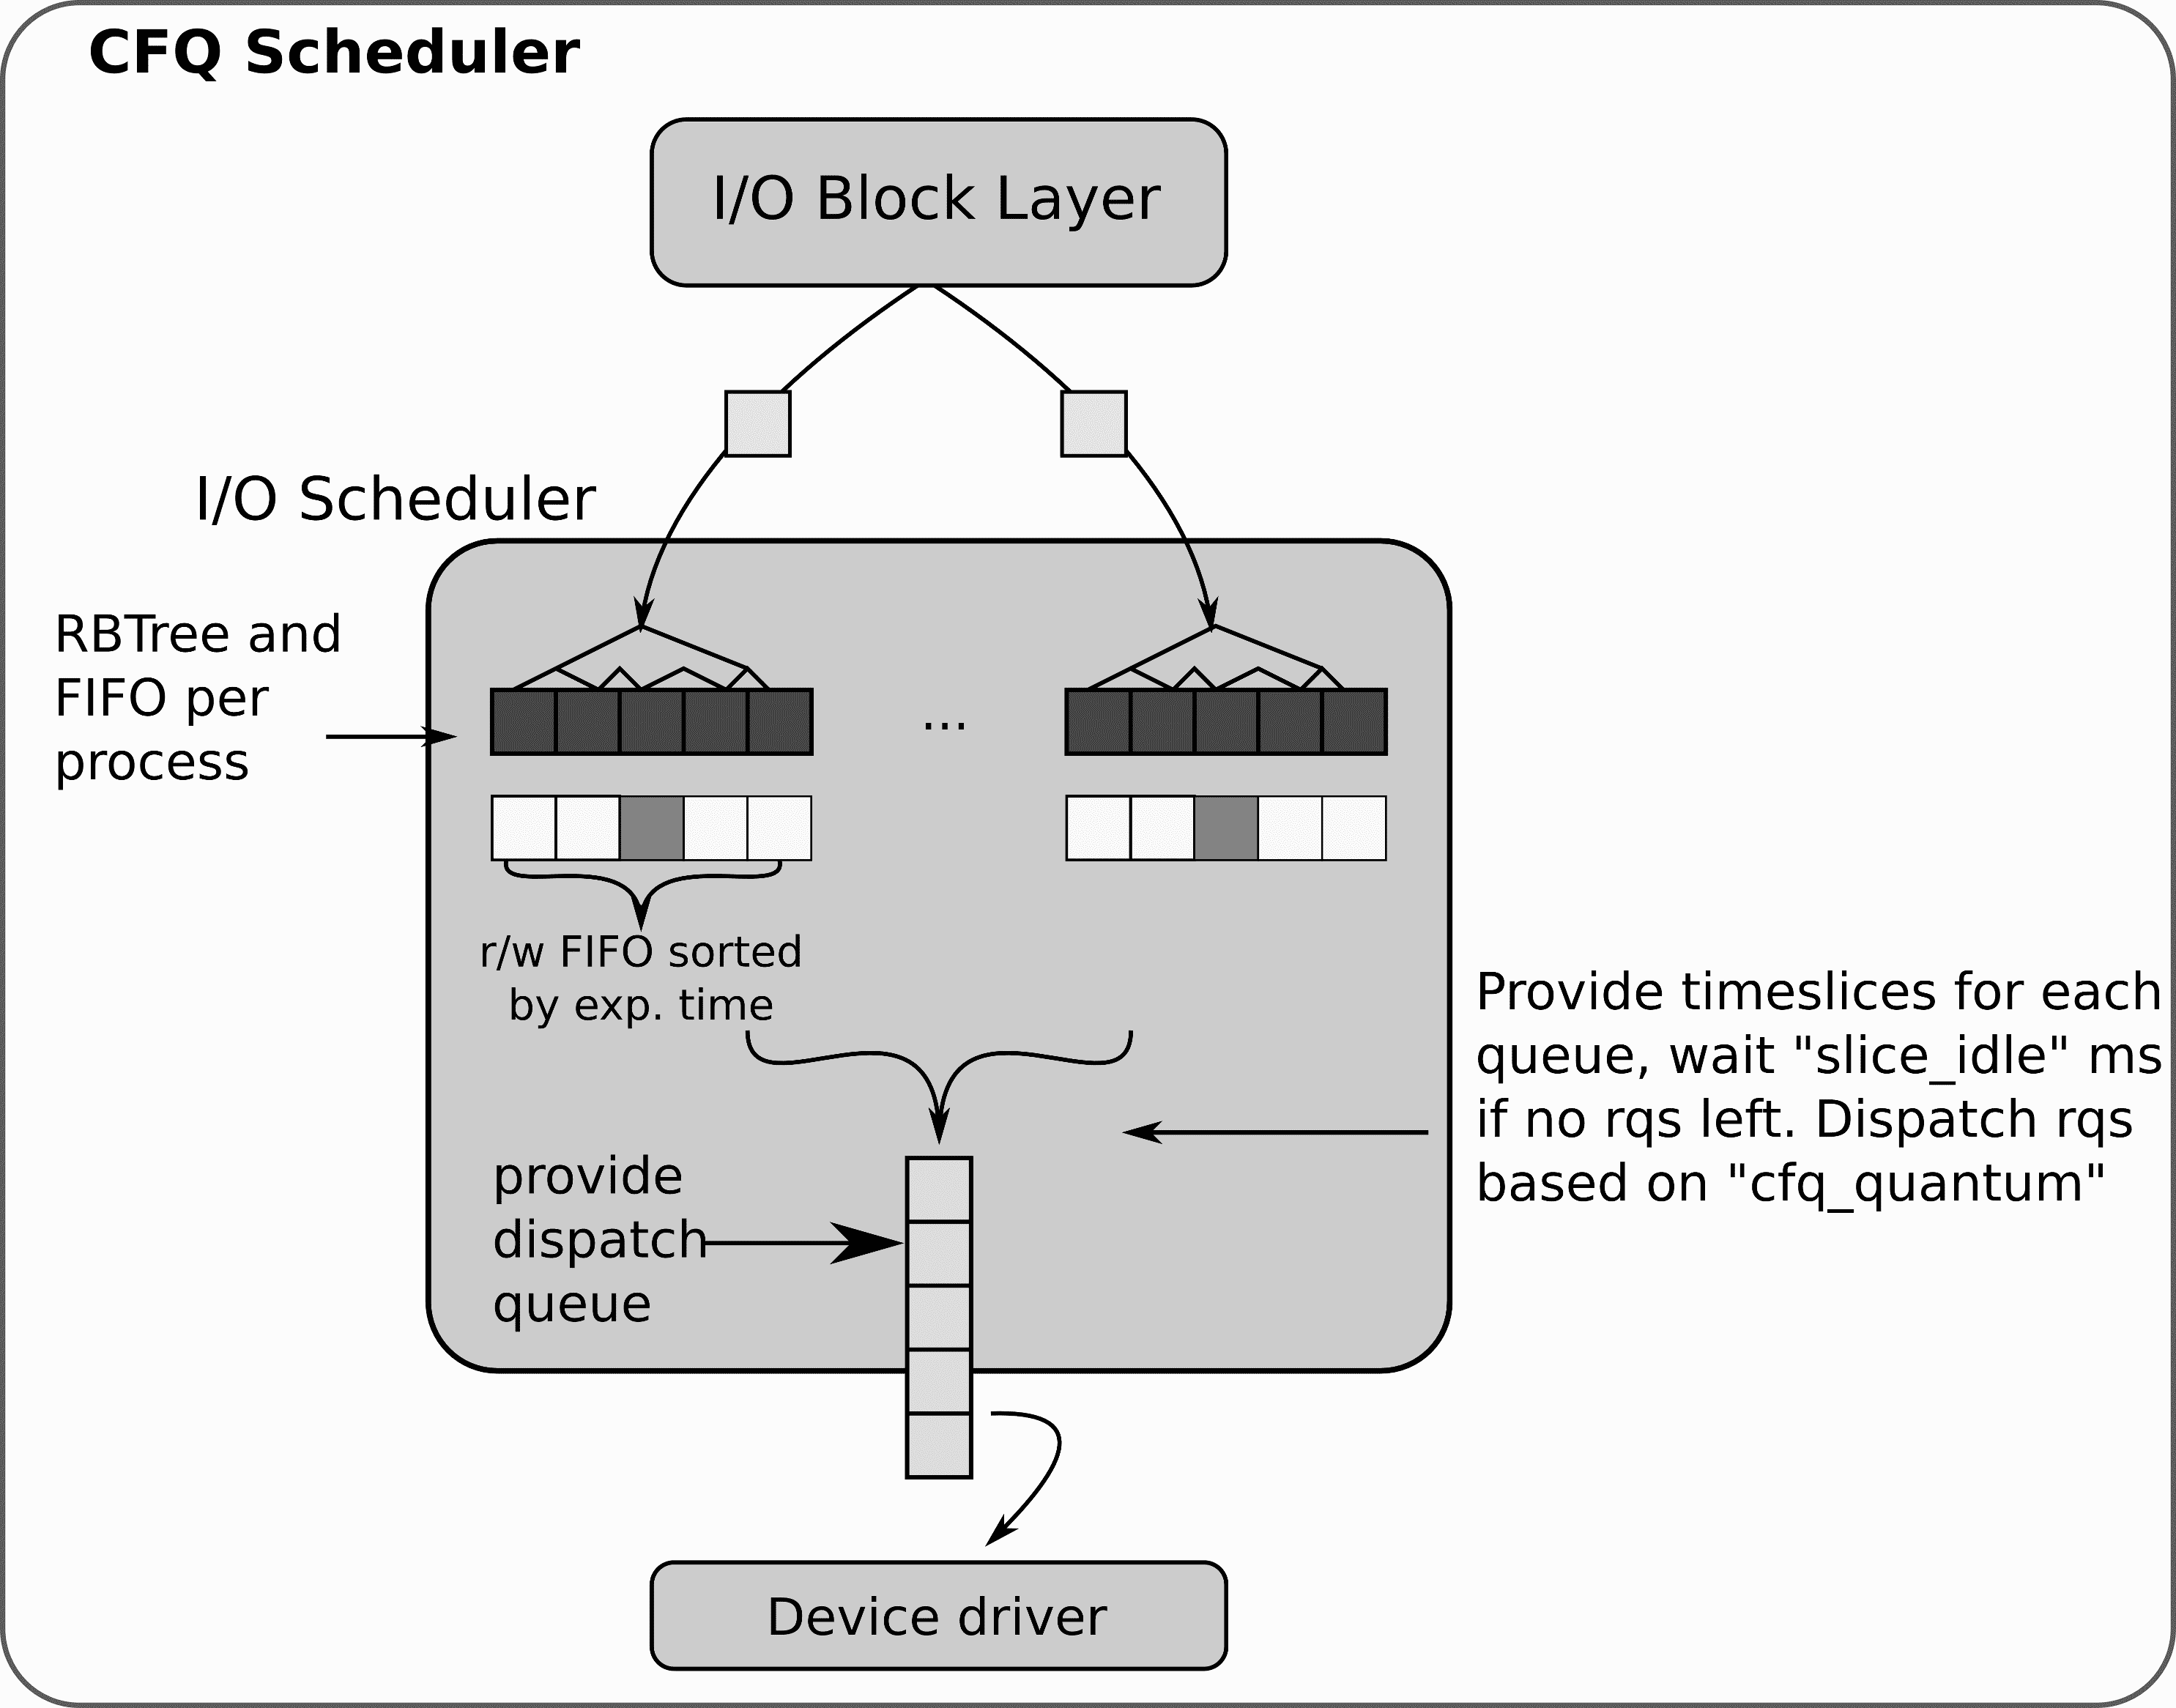 CFQ Scheduler
I/O Block Layer
I/O Scheduler
RBTree and
FIFO per
process
...
r/w FIFO sorted
by exp. time
Provide timeslices for each
queue, wait "slice_idle" ms
if no rqs left. Dispatch rqs
based on "cfq_quantum"
provide
dispatch
queue
Device driver